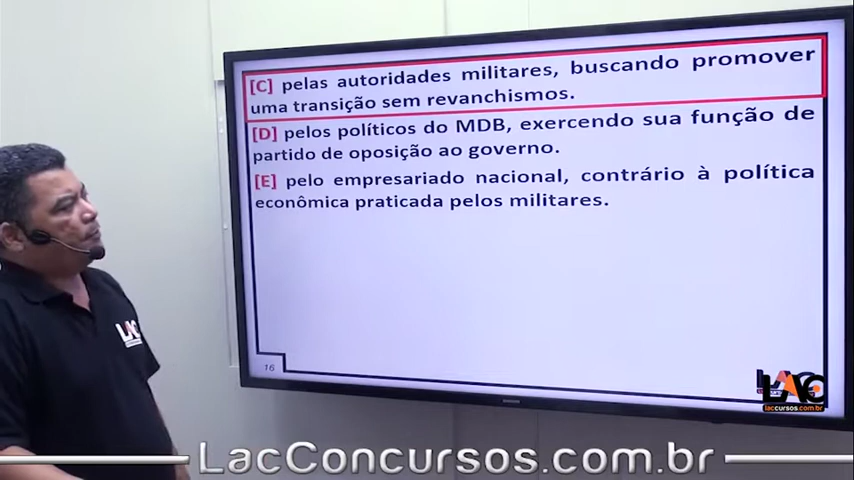 [C] pelas autoridades militares, buscando promover
uma transição sem revanchismos.
[D] pelos políticos do MDB, exercendo sua função de
partido de oposição ao governo.
[E] pelo empresariado nacional, contrário à política
econômica praticada pelos militares.
LAC
16
LAC
laccursos.com.br
LacConcursos.com.br